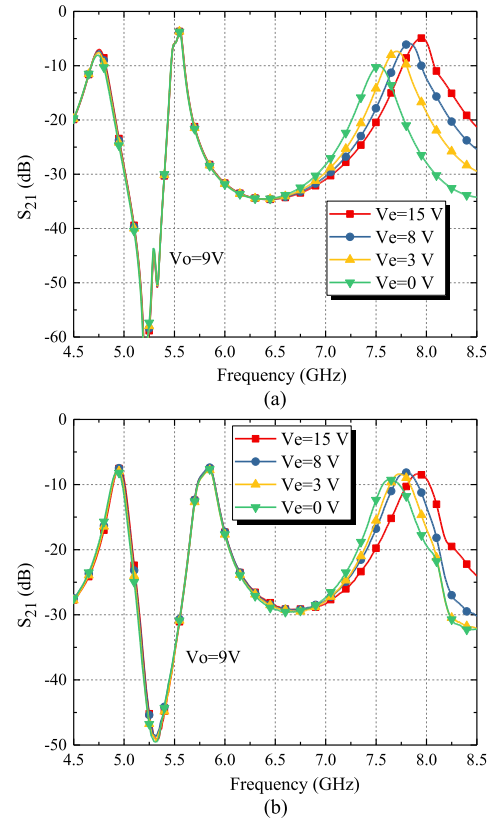 0
-10
-20
-30
-40
-50
-60
S21 (dB)
Vo=9V
Ve=15 V
Ve=8 V
Ve=3 V
Ve=0 V
4.5 5.0 5.5 6.0 6.5 7.0 7.5 8.0 8.5
Frequency (GHz)
(a)
0
-10
-20
-30
-40
-50
S21 (dB)
Ve=15 V
Ve=8 V
Ve=3 V
Ve=0 V
Vo=9V
4.5 5.0 5.5 6.0 6.5 7.0 7.5 8.0 8.5
Frequency (GHz)
(b)